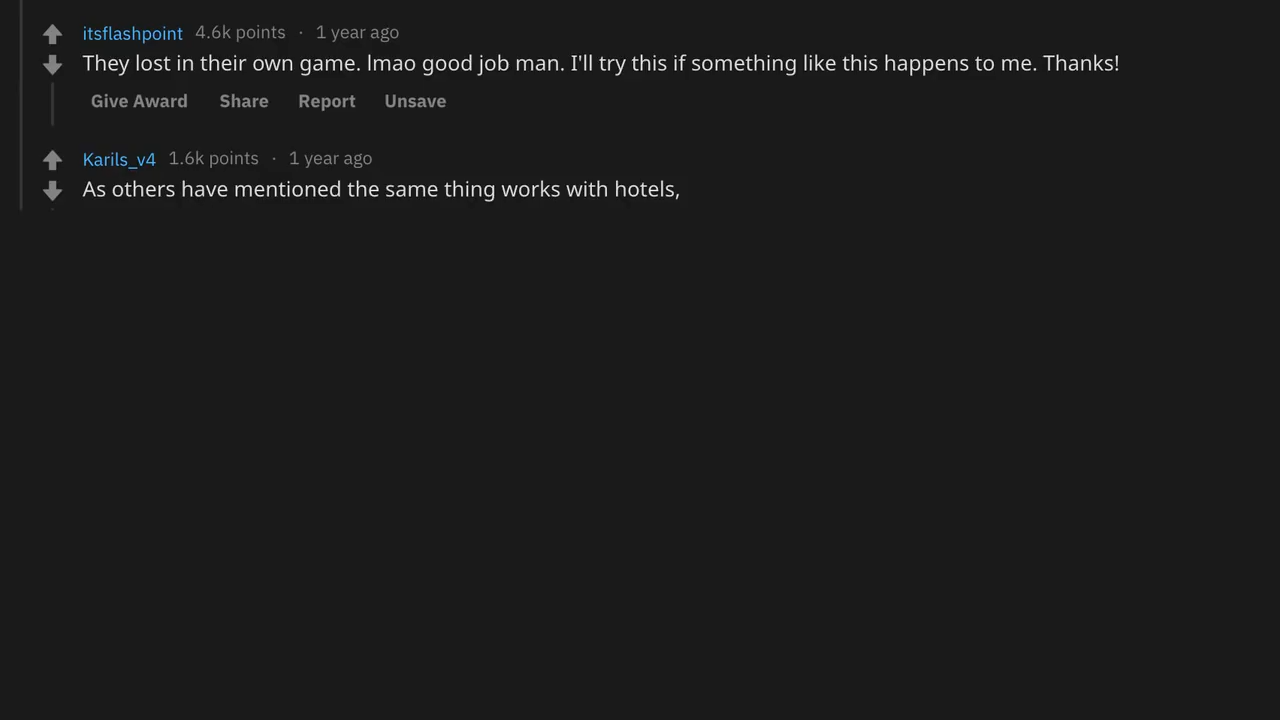 itsflashpoint 4.6k points · 1 year ago
They lost in their own game. lmao good job man. I'll try this if something like this happens to me. Thanks!
Give Award Share Report Unsave
Karils_v4 1.6k points · 1 year ago
As others have mentioned the same thing works with hotels,